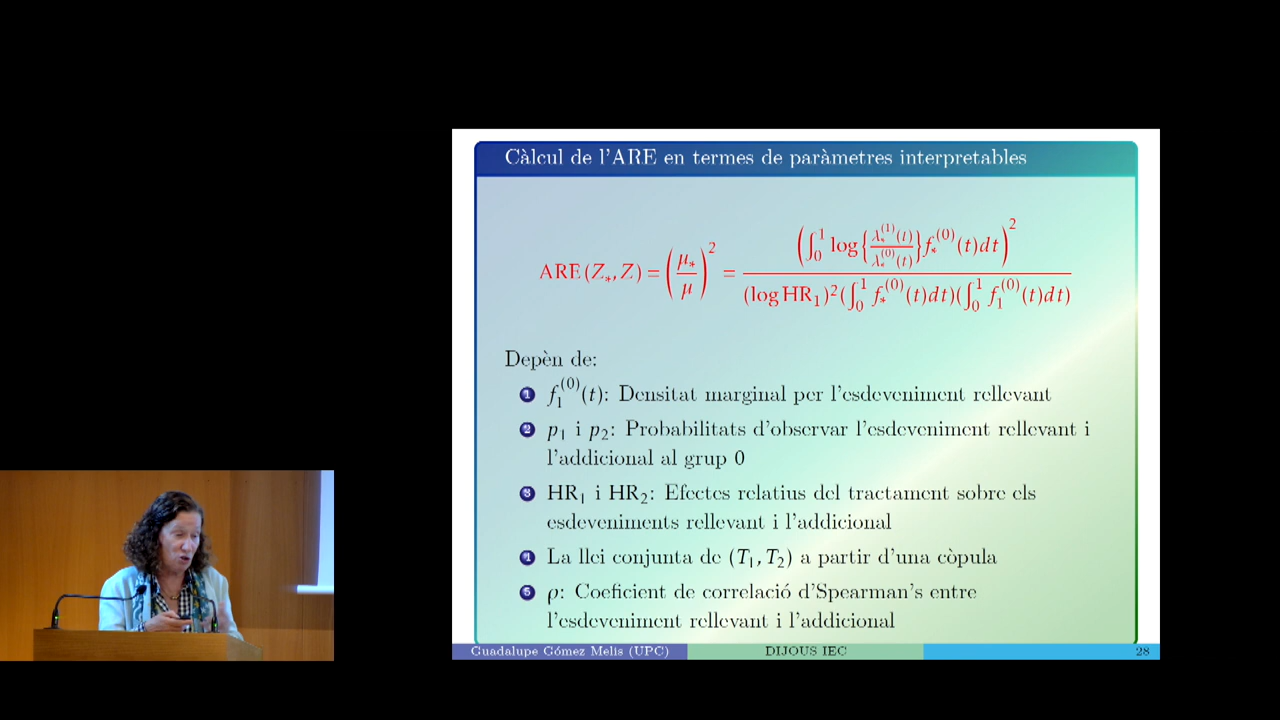 Càlcul de l'ARE en termes de paràmetres interpretables
ARE(Z_*, Z) = (μ_*/μ)^2 = (∫_0^1 log{λ_*^{(1)}(t)/λ_*^{(0)}(t)} f_*^{(0)}(t)dt)^2 / (log HR_1)^2(∫_0^1 f_*^{(0)}(t)dt)(∫_0^1 f_1^{(0)}(t)dt)
Depèn de:
1 f_1^{(0)}(t): Densitat marginal per l'esdeveniment rellevant
2 p_1 i p_2: Probabilitats d'observar l'esdeveniment rellevant i
l'addicional al grup 0
3 HR_1 i HR_2: Efectes relatius del tractament sobre els
esdeveniments rellevant i l'addicional
4 La llei conjunta de (T_1, T_2) a partir d'una còpula
5 ρ: Coeficient de correlació d'Spearman's entre
l'esdeveniment rellevant i l'addicional
Guadalupe Gómez Melis (UPC) DIJOUS IEC 28